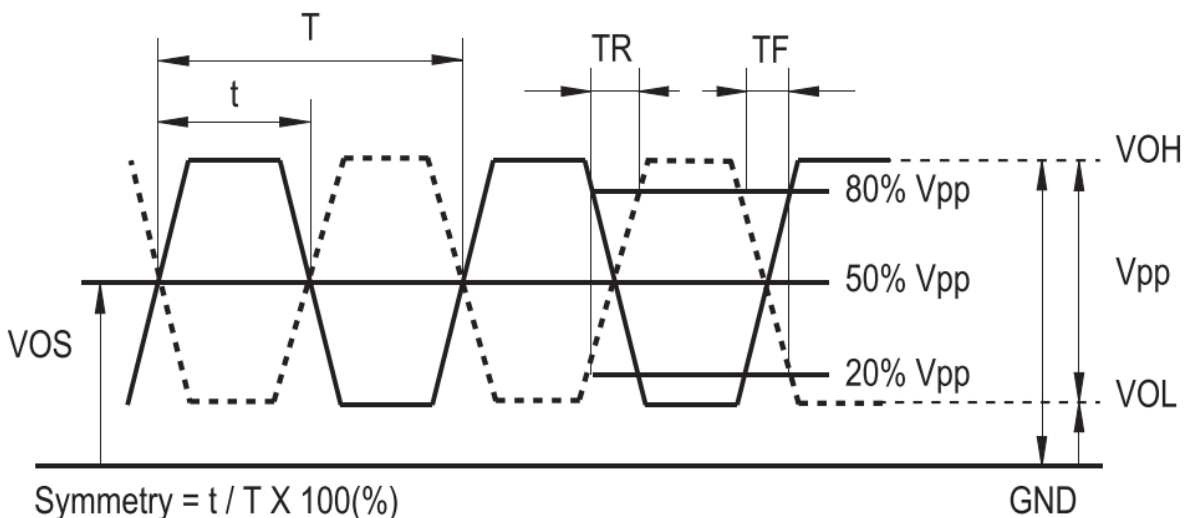 T
TR
TF
t
VOH
80% Vpp
50% Vpp
Vpp
VOS
20% Vpp
VOL
Symmetry = t / T X 100(%)
GND